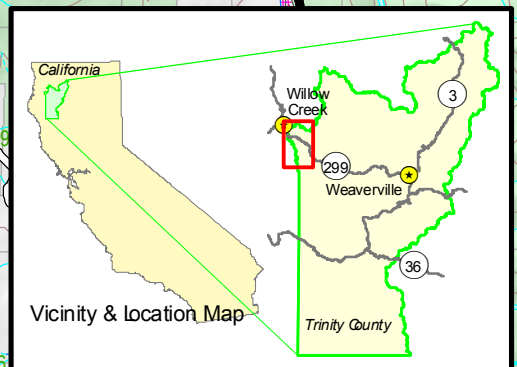 California
Willow
Creek
3
299
Weaverville
36
Vicinity & Location Map
Trinity County